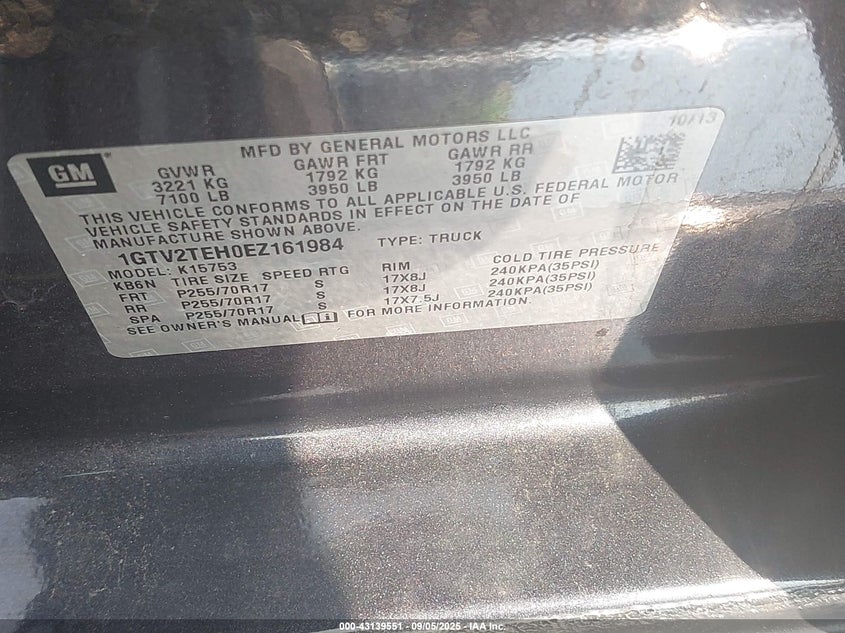 10/13
MFD BY GENERAL MOTORS LLC
GM
GVWR GAWR FRT GAWR RR
3221 KG 1792 KG 1792 KG
7100 LB 3950 LB 3950 LB
THIS VEHICLE CONFORMS TO ALL APPLICABLE U.S. FEDERAL MOTOR
VEHICLE SAFETY STANDARDS IN EFFECT ON THE DATE OF
MANUFACTURE SHOWN ABOVE.
1GTV2TEH0EZ161984 TYPE: TRUCK
MODEL: K15753
KB6N TIRE SIZE SPEED RTG RIM COLD TIRE PRESSURE
FRT P255/70R17 S 17X8J 240KPA(35PSI)
RR P255/70R17 S 17X8J 240KPA(35PSI)
SPA P255/70R17 S 17X7.5J 240KPA(35PSI)
SEE OWNER'S MANUAL FOR MORE INFORMATION.
000-43139551 - 09/05/2025 - IAA Inc.